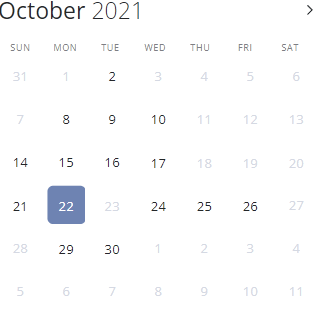 October 2021
SUN MON TUE WED THU FRI SAT
31 1 2 3 4 5 6
7 8 9 10 11 12 13
14 15 16 17 18 19 20
21 22 23 24 25 26 27
28 29 30 1 2 3 4
5 6 7 8 9 10 11